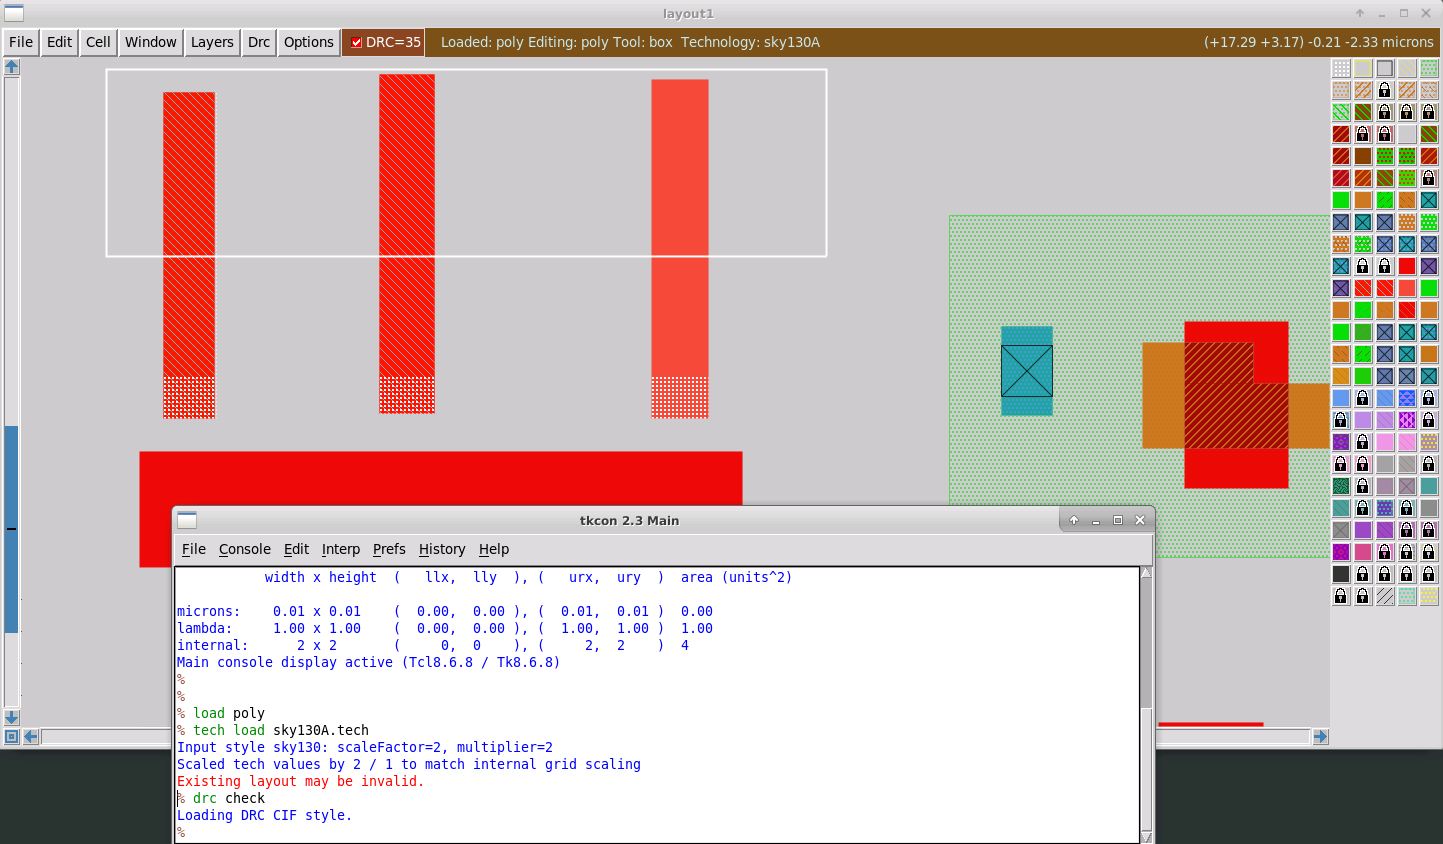 layout1
File Edit Cell Window Layers Drc Options DRC=35 Loaded: poly Editing: poly Tool: box Technology: sky130A (+17.29 +3.17) -0.21 -2.33 microns
tkcon 2.3 Main
File Console Edit Interp Prefs History Help
width x height ( llx, lly ), ( urx, ury ) area (units^2)
microns: 0.01 x 0.01 ( 0.00, 0.00 ), ( 0.01, 0.01 ) 0.00
lambda: 1.00 x 1.00 ( 0.00, 0.00 ), ( 1.00, 1.00 ) 1.00
internal: 2 x 2 ( 0, 0 ), ( 2, 2 ) 4
Main console display active (Tcl8.6.8 / Tk8.6.8)
%
%
% load poly
% tech load sky130A.tech
Input style sky130: scaleFactor=2, multiplier=2
Scaled tech values by 2 / 1 to match internal grid scaling
Existing layout may be invalid.
% drc check
Loading DRC CIF style.
%